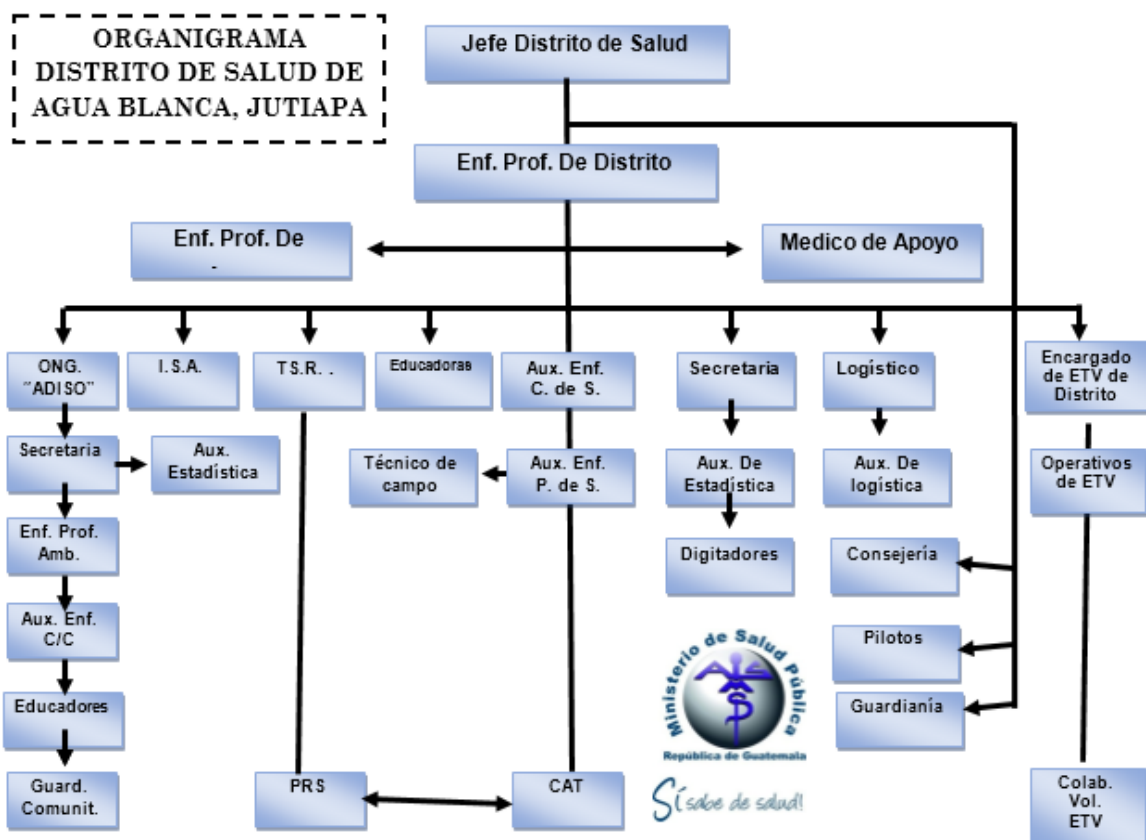 ORGANIGRAMA
DISTRITO DE SALUD DE
AGUA BLANCA, JUTIAPA
Jefe Distrito de Salud
Enf. Prof. De Distrito
Enf. Prof. De
-
Medico de Apoyo
ONG.
"ADISO"
I.S.A.
TS.R. .
Educadoras
Aux. Enf.
C. de S.
Secretaria
Logístico
Encargado
de ETV de
Distrito
Secretaria
Aux.
Estadística
Técnico de
campo
Aux. Enf.
P. de S.
Aux. De
Estadística
Aux. De
logística
Operativos
de ETV
Enf. Prof.
Amb.
Digitadores
Consejería
Aux. Enf.
C/C
Pilotos
Educadores
Guardianía
Ministerio de Salud Pública
República de Guatemala
Sí sabe de salud!
Guard.
Comunit.
PRS
CAT
Colab.
Vol.
ETV